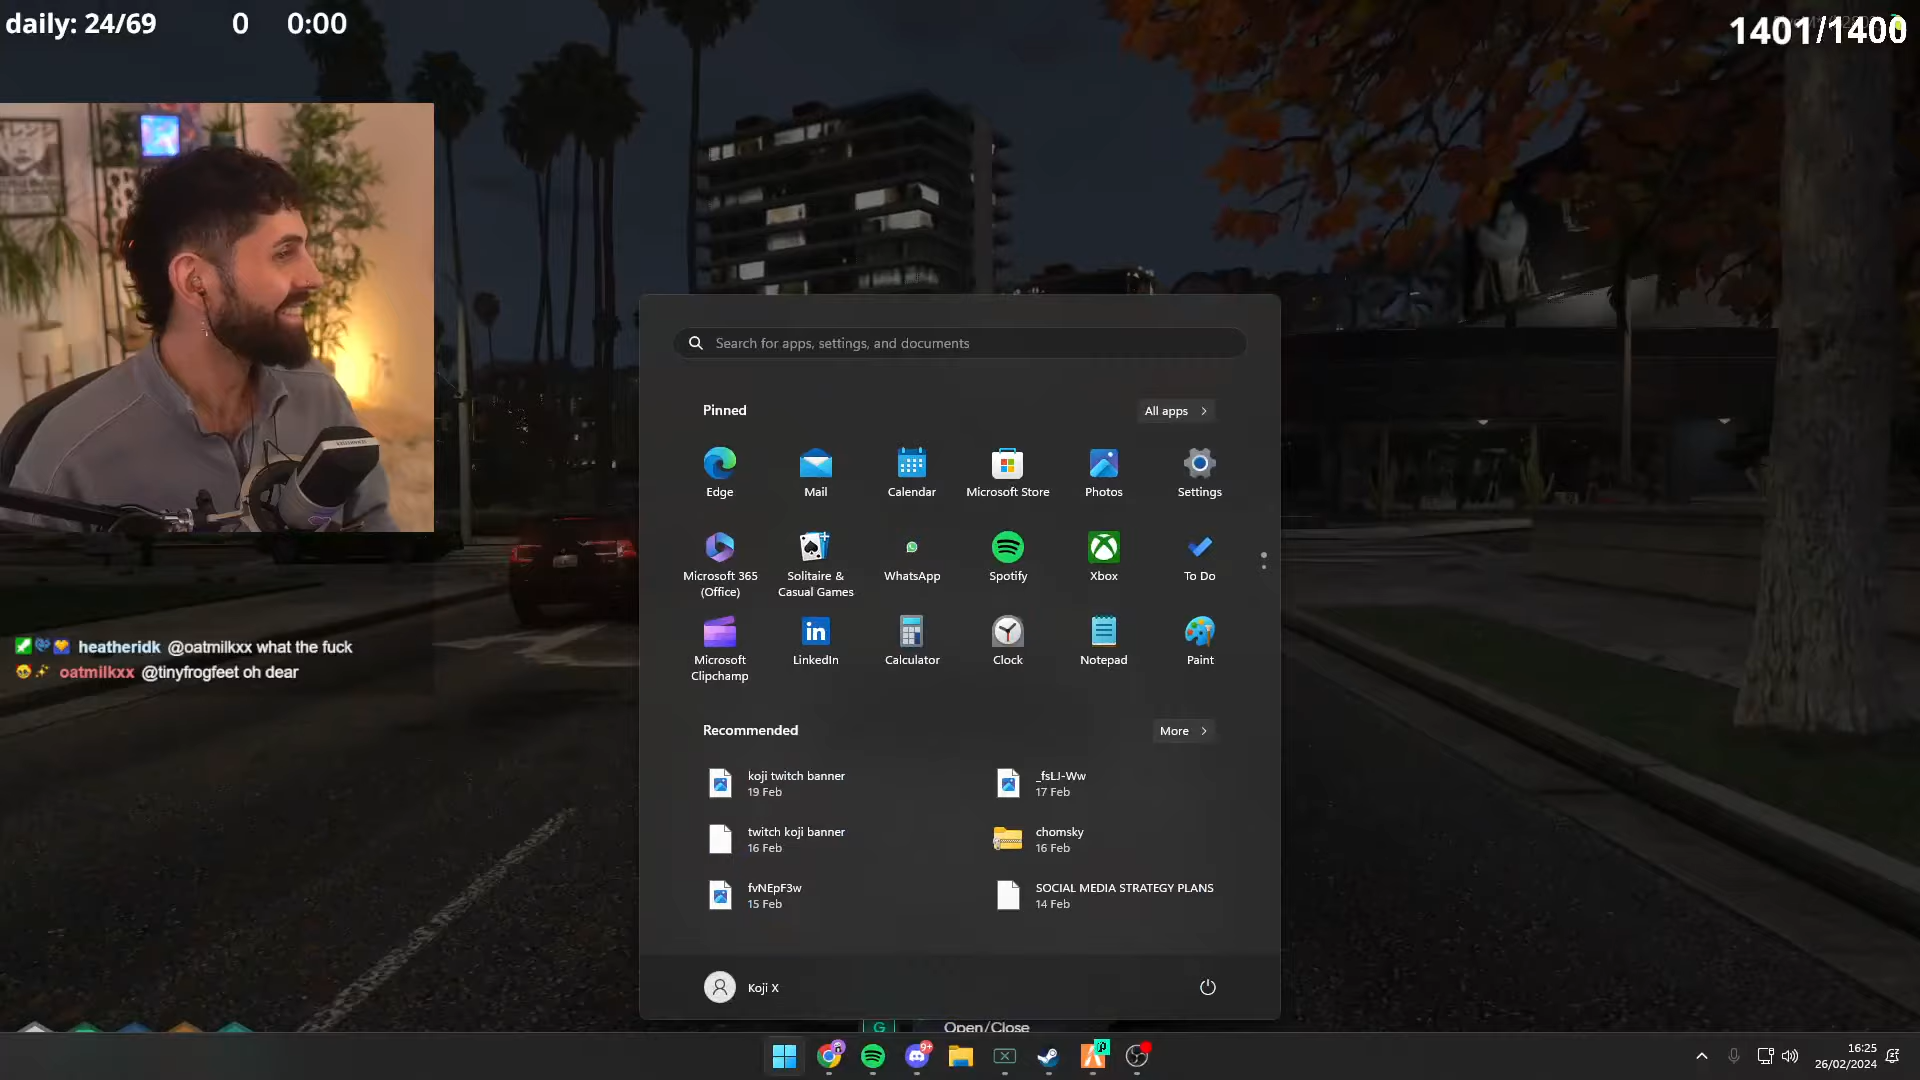 daily: 24/69
0
0:00
1401/1400
Search for apps, settings, and documents
Pinned
All apps
Edge
Mail
Calendar
Microsoft Store
Photos
Settings
Microsoft 365
(Office)
Solitaire &
Casual Games
WhatsApp
Spotify
Xbox
To Do
Microsoft
Clipchamp
LinkedIn
Calculator
Clock
Notepad
Paint
heatheridk @oatmilkxx what the fuck
oatmilkxx @tinyfrogfeet oh dear
Recommended
More
koji twitch banner
19 Feb
_fsLJ-Ww
17 Feb
twitch koji banner
16 Feb
chomsky
16 Feb
fvNEpF3w
15 Feb
SOCIAL MEDIA STRATEGY PLANS
14 Feb
Koji X
G
Open/Close
9+
16:25
26/02/2024